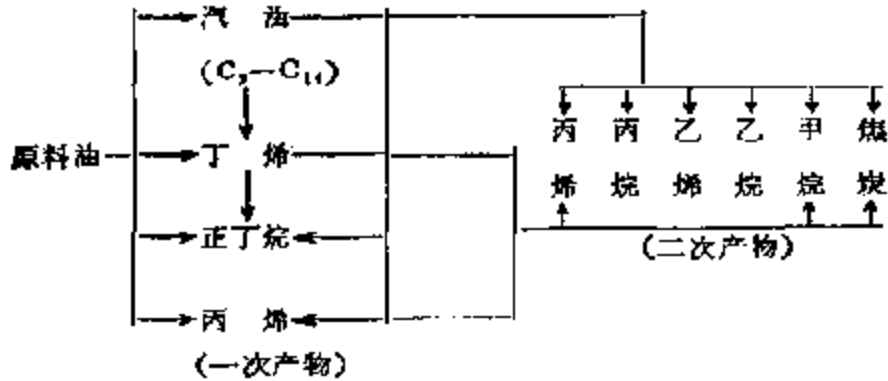 汽 油
(C₅—C₁₄)
原料油
丁 烯
正丁烷
丙 烯
(一次产物)
丙烯
丙烷
乙烯
乙烷
甲烷
焦炭
(二次产物)